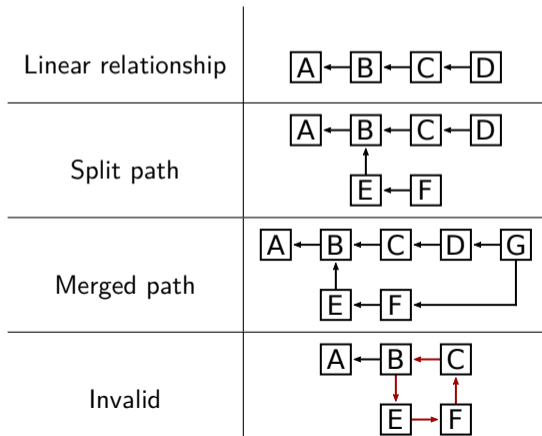 Linear relationship A B C D
A B C D
Split path
E F
A B C D G
Merged path
E F
A B C
Invalid
E F